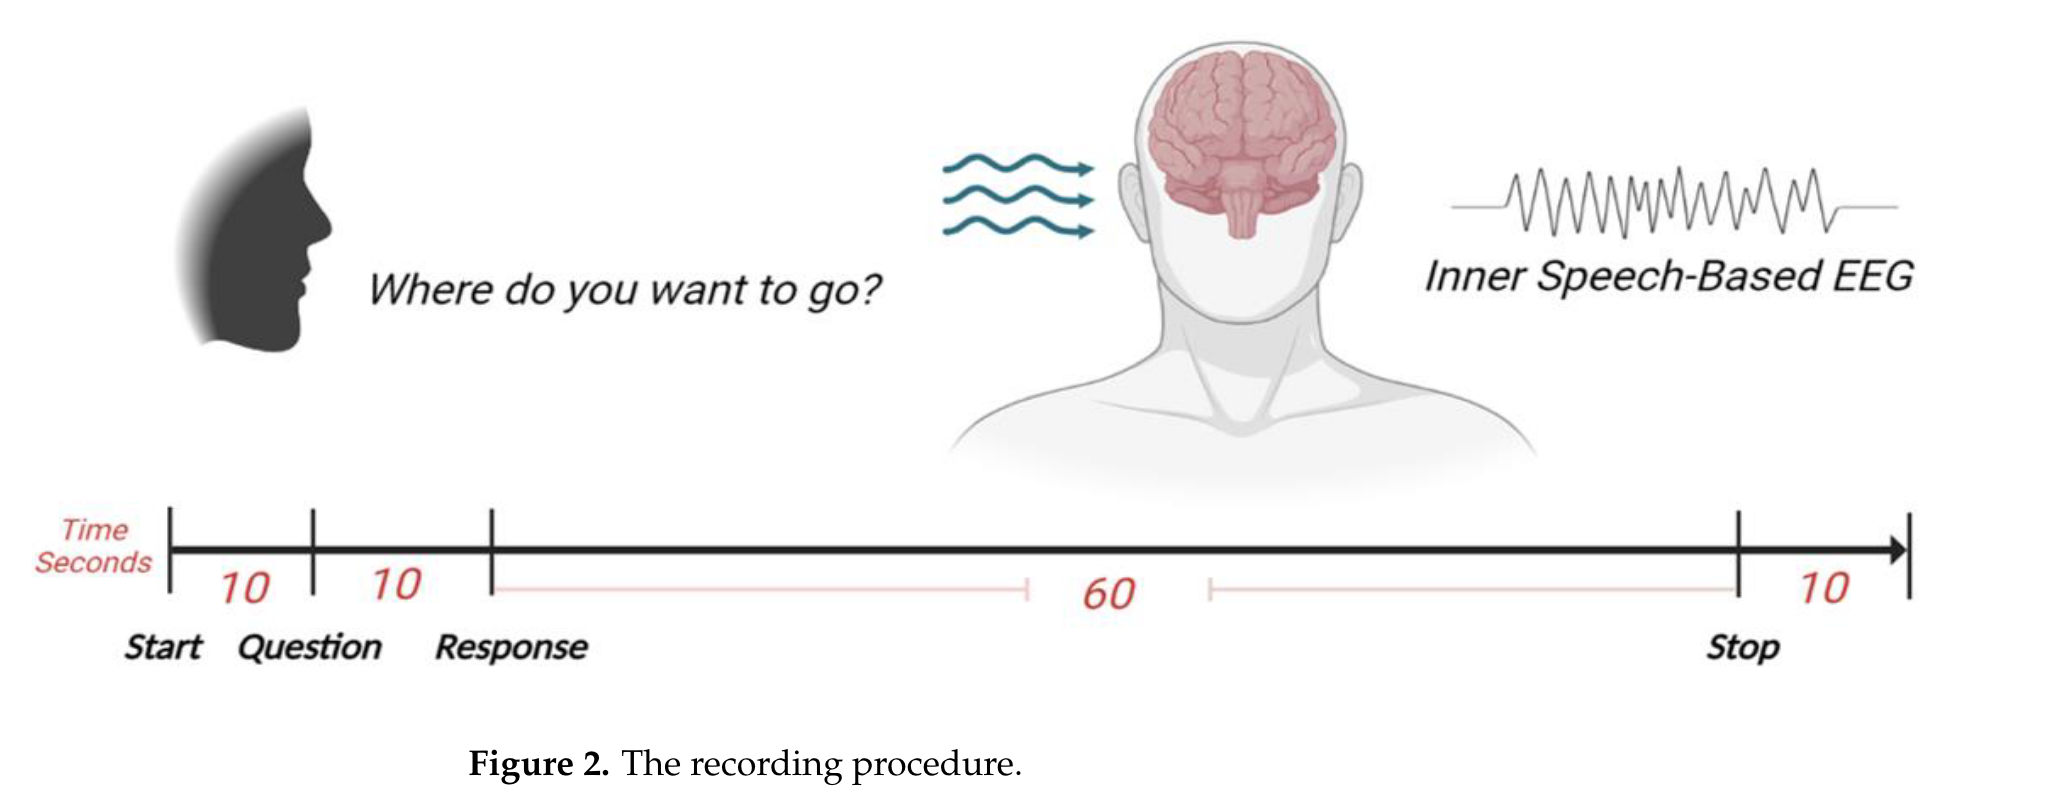 Where do you want to go?
Inner Speech-Based EEG
Time
Seconds
10
10
60
10
Start
Question
Response
Stop
Figure 2. The recording procedure.